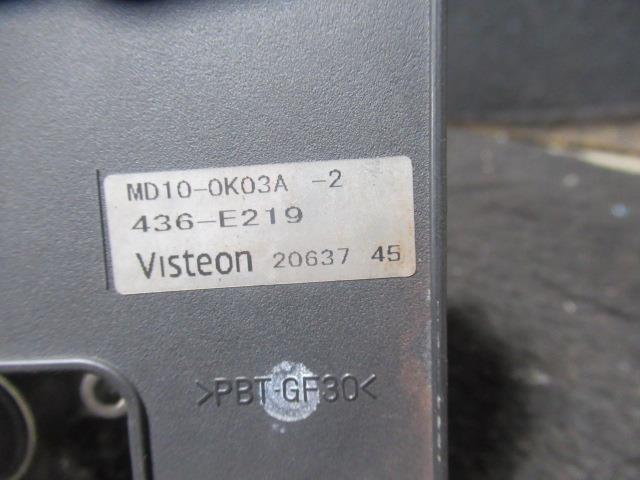 MD10-0K03A -2
436-E219
Visteon 20637 45
>PBT-GF30<